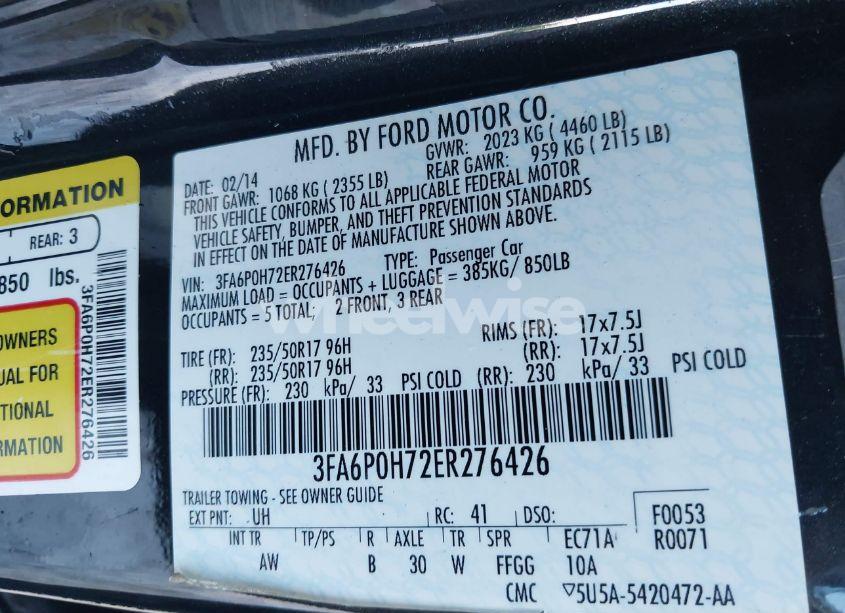 MFD. BY FORD MOTOR CO.
DATE: 02/14 GVWR: 2023 KG ( 4460 LB)
FRONT GAWR: 1068 KG ( 2355 LB) REAR GAWR: 959 KG ( 2115 LB)
THIS VEHICLE CONFORMS TO ALL APPLICABLE FEDERAL MOTOR
VEHICLE SAFETY, BUMPER, AND THEFT PREVENTION STANDARDS
IN EFFECT ON THE DATE OF MANUFACTURE SHOWN ABOVE.
VIN: 3FA6P0H72ER276426 TYPE: Passenger Car
MAXIMUM LOAD = OCCUPANTS + LUGGAGE = 385KG/ 850LB
OCCUPANTS = 5 TOTAL; 2 FRONT, 3 REAR
TIRE (FR): 235/50R17 96H RIMS (FR): 17x7.5J
(RR): 235/50R17 96H (RR): 17x7.5J
PRESSURE (FR): 230 kPa/ 33 PSI COLD (RR): 230 kPa/ 33 PSI COLD
3FA6P0H72ER276426
TRAILER TOWING - SEE OWNER GUIDE
EXT PNT: UH RC: 41 DSO: F0053
INT TR TP/PS R AXLE TR SPR EC71A R0071
AW B 30 W FFGG 10A
CMC ▽5U5A-5420472-AA
ORMATION
REAR: 3
850 lbs.
OWNERS
UAL FOR
TIONAL
ORMATION
3FA6P0H72ER276426
wheelwise